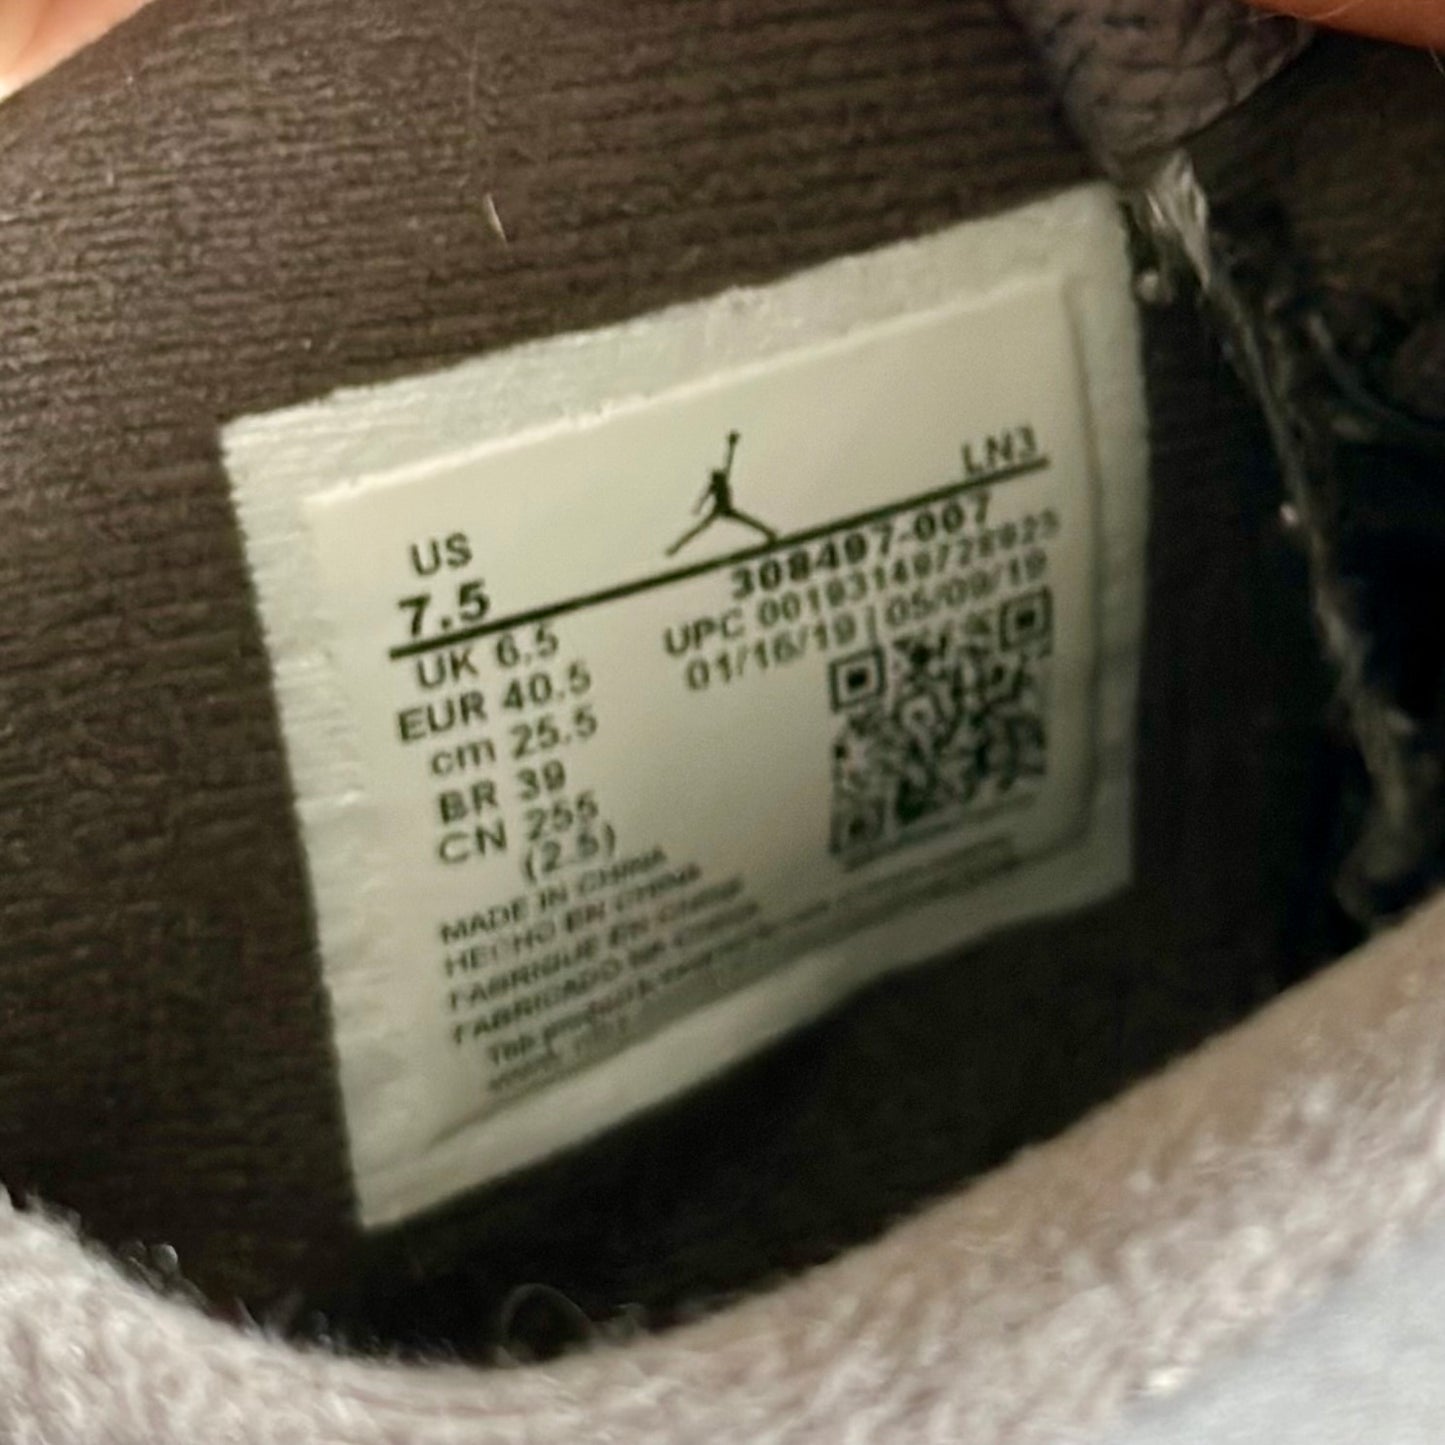 US
7.5
LN3
308497-007
UPC 00193149728925
01/16/19 | 05/09/19
UK 6.5
EUR 40.5
cm 25.5
BR 39
CN 255
(2.5)
MADE IN CHINA
HECHO EN CHINA
FABRIQUE EN CHINE
FABRICADO NA CHINA